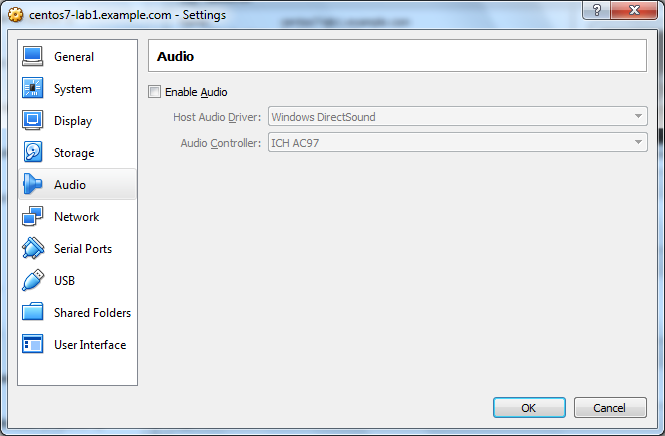 centos7-lab1.example.com - Settings
General
System
Display
Storage
Audio
Network
Serial Ports
USB
Shared Folders
User Interface
Audio
Enable Audio
Host Audio Driver: Windows DirectSound
Audio Controller: ICH AC97
OK Cancel